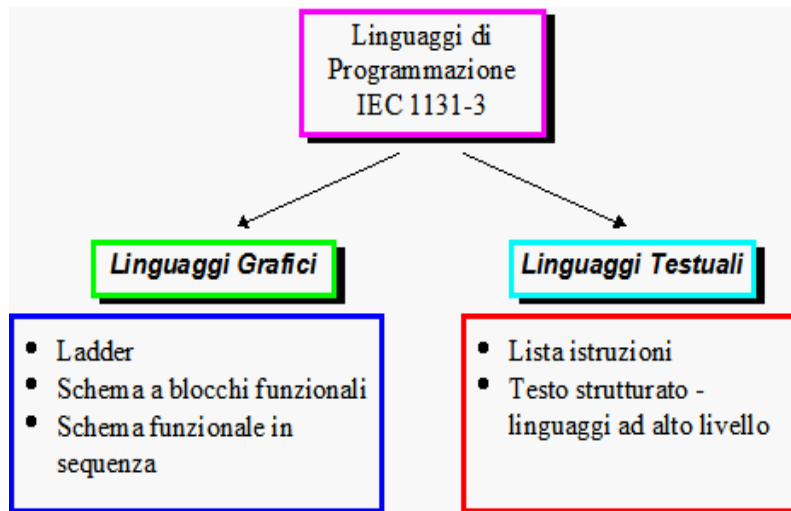 Linguaggi di
Programmazione
IEC 1131-3
Linguaggi Grafici
Linguaggi Testuali
• Ladder
• Schema a blocchi funzionali
• Schema funzionale in
sequenza
• Lista istruzioni
• Testo strutturato -
linguaggi ad alto livello